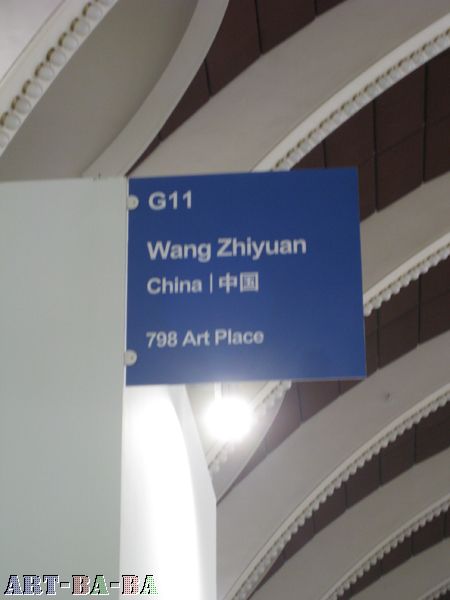 G11
Wang Zhiyuan
China | 中国
798 Art Place
ART-BA-BA